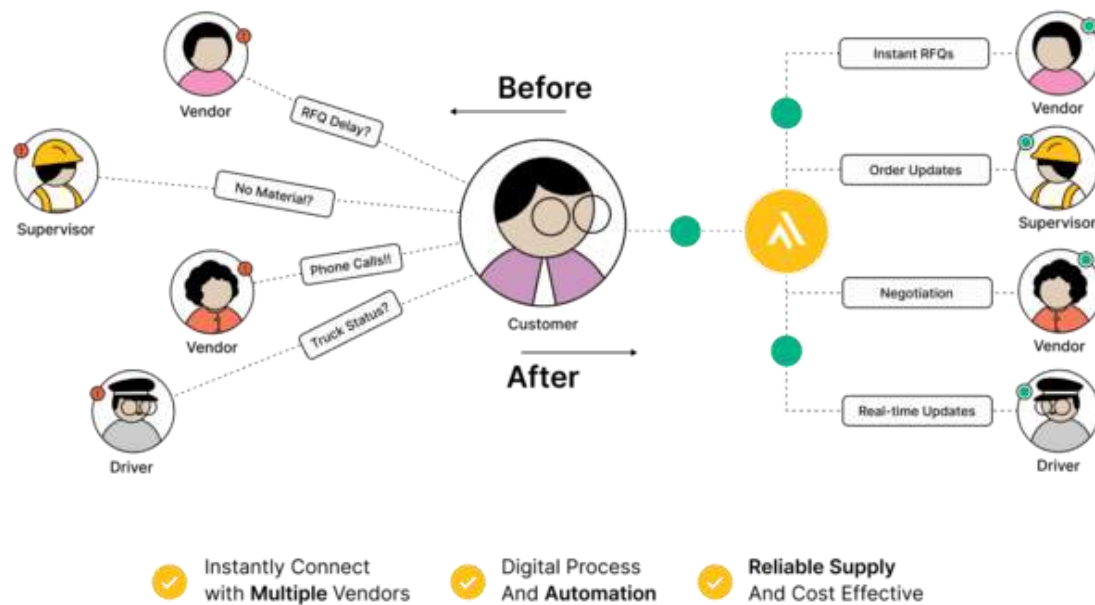 Before
Vendor
RFQ Delay?
No Material?
Supervisor
Phone Calls!!
Vendor
Truck Status?
Driver
Customer
After
Instant RFQs
Vendor
Order Updates
Supervisor
Negotiation
Vendor
Real-time Updates
Driver
Instantly Connect
with Multiple Vendors
Digital Process
And Automation
Reliable Supply
And Cost Effective